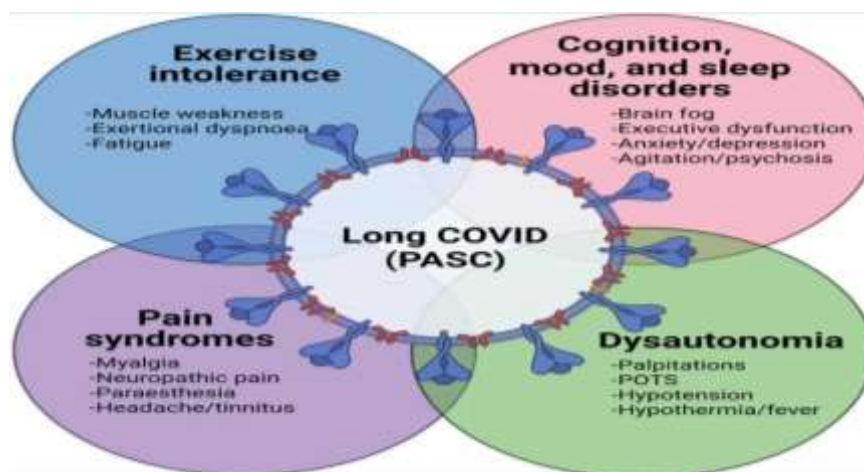 Exercise
intolerance
-Muscle weakness
-Exertional dyspnoea
-Fatigue
Cognition,
mood, and sleep
disorders
-Brain fog
-Executive dysfunction
-Anxiety/depression
-Agitation/psychosis
Long COVID
(PASC)
Pain
syndromes
-Myalgia
-Neuropathic pain
-Paraesthesia
-Headache/tinnitus
Dysautonomia
-Palpitations
-POTS
-Hypotension
-Hypothermia/fever